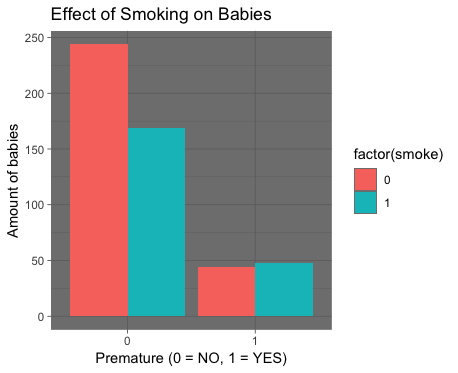 Effect of Smoking on Babies
250
200
150
100
50
0
Amount of babies
0
1
Premature (0 = NO, 1 = YES)
factor(smoke)
0
1